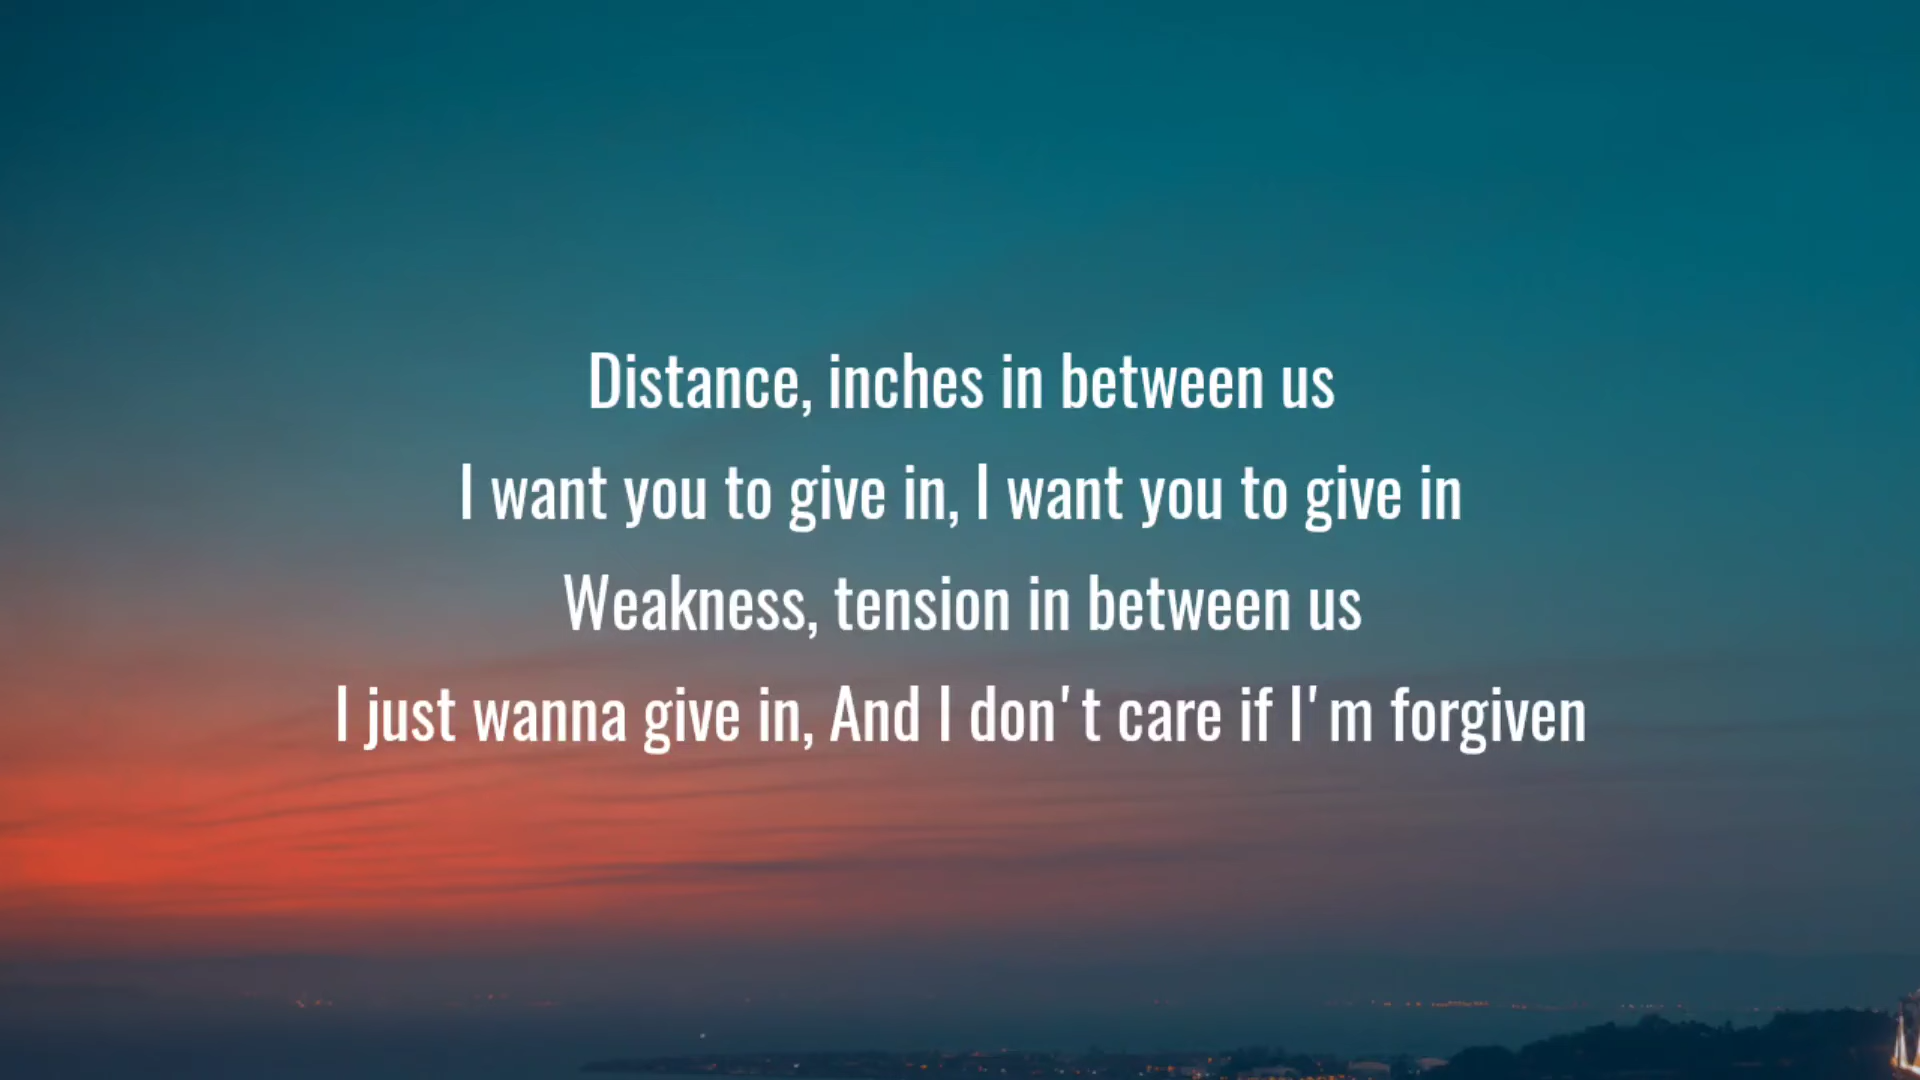 Distance, inches in between us
I want you to give in, I want you to give in
Weakness, tension in between us
I just wanna give in, And I don't care if I'm forgiven